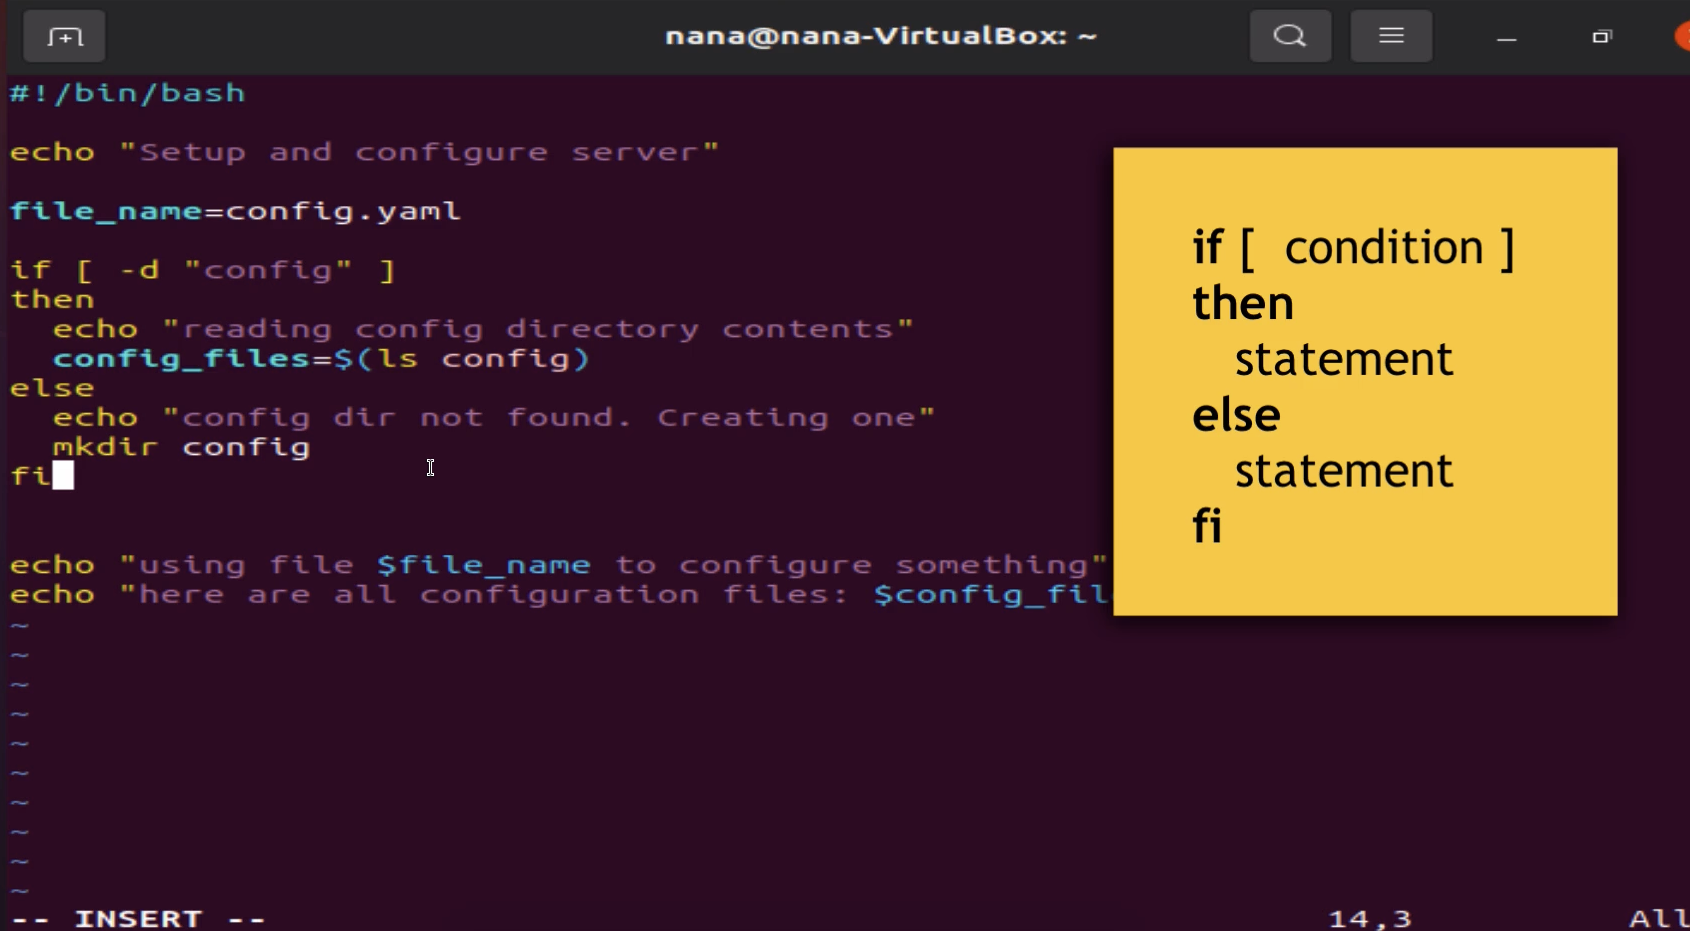 nana@nana-VirtualBox: ~
#!/bin/bash
echo "Setup and configure server"
file_name=config.yaml
if [ -d "config" ]
then
  echo "reading config directory contents"
  config_files=$(ls config)
else
  echo "config dir not found. Creating one"
  mkdir config
fi
echo "using file $file_name to configure something"
echo "here are all configuration files: $config_fil
~
~
~
~
~
~
~
~
~
~
-- INSERT -- 14,3 All
if [ condition ]
then
  statement
else
  statement
fi